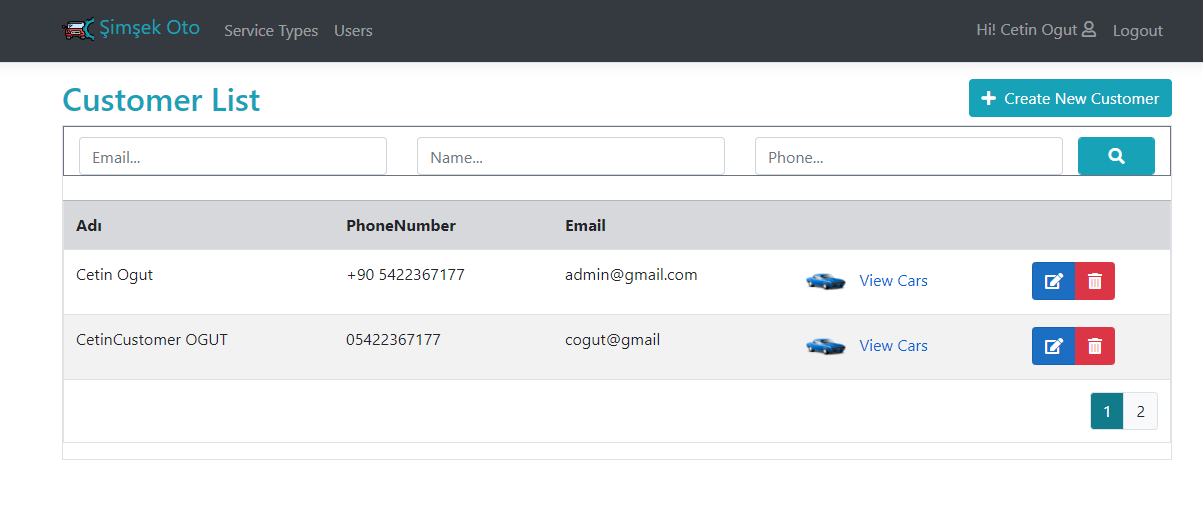 Şimşek Oto Service Types Users Hi! Cetin Ogut Logout
Customer List Create New Customer
Email... Name... Phone...
Adı PhoneNumber Email
Cetin Ogut +90 5422367177 admin@gmail.com View Cars
CetinCustomer OGUT 05422367177 cogut@gmail View Cars
1 2